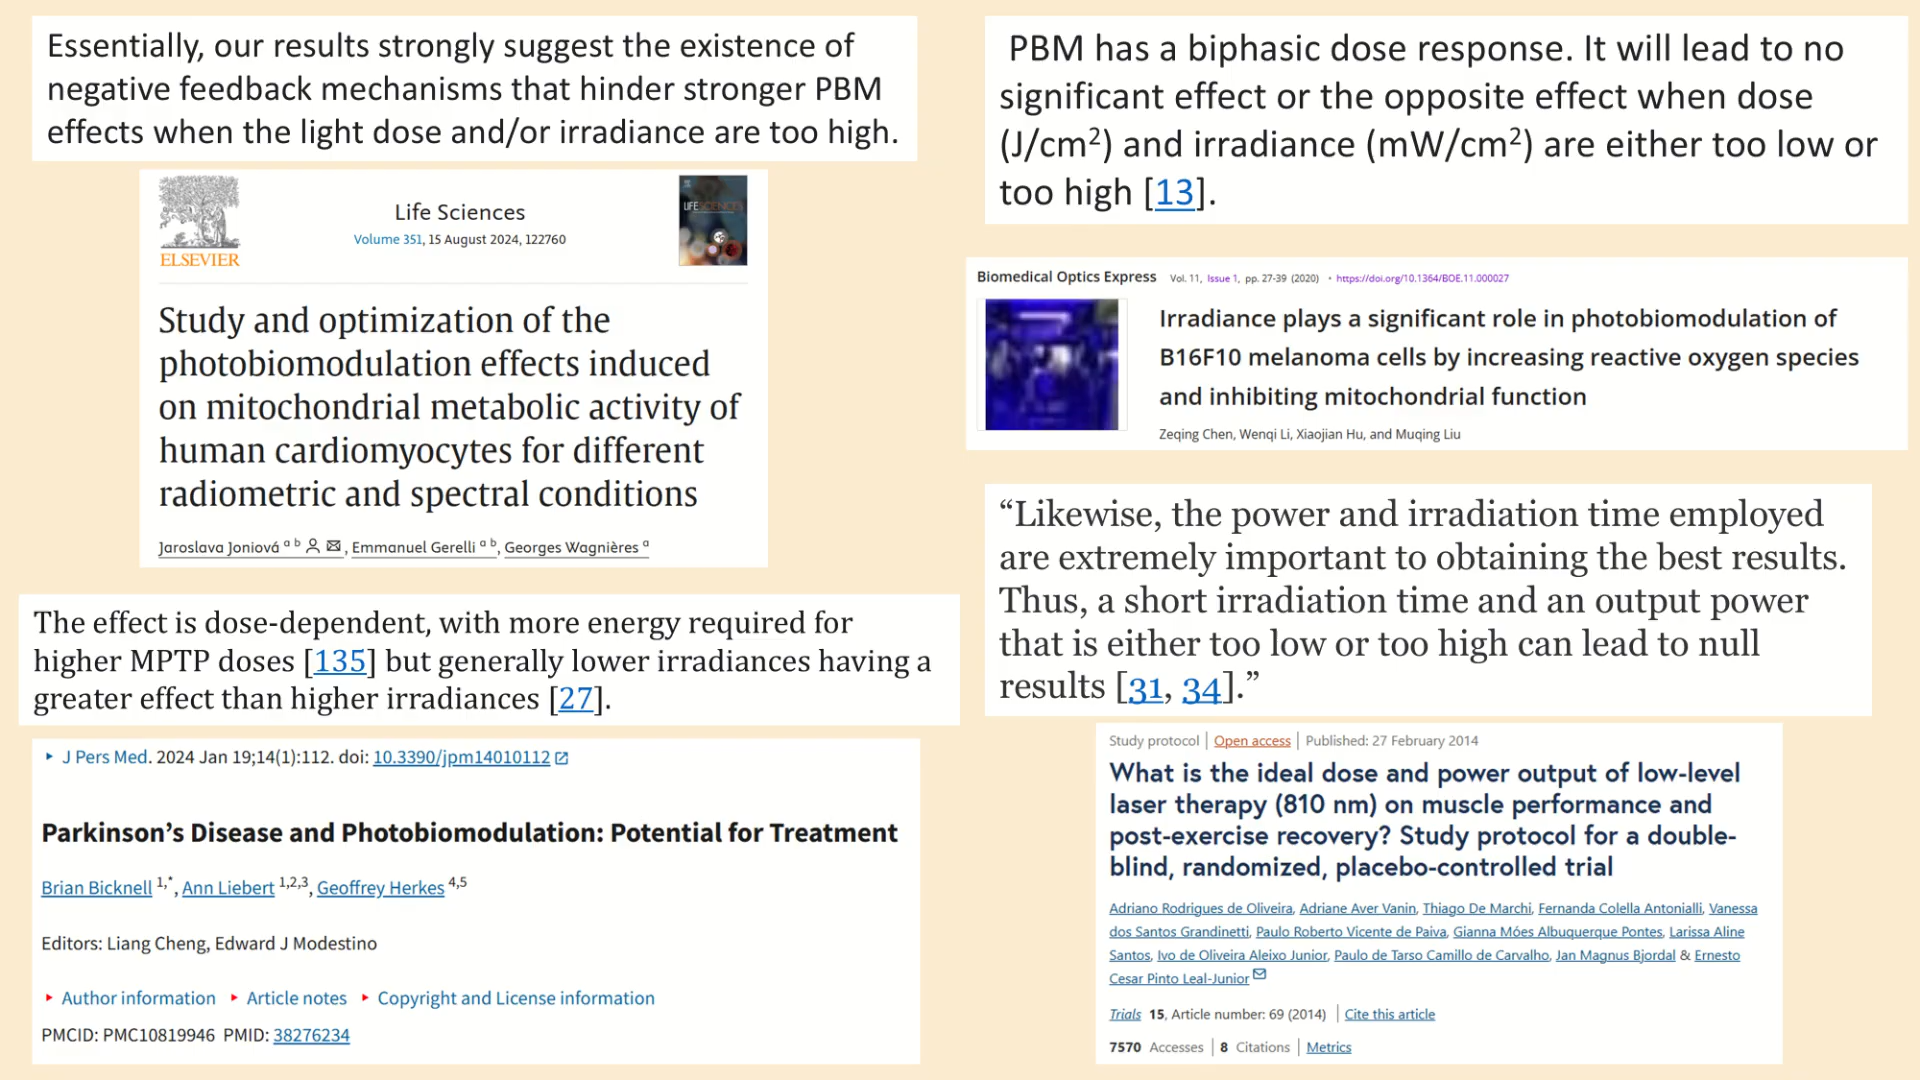 Essentially, our results strongly suggest the existence of
negative feedback mechanisms that hinder stronger PBM
effects when the light dose and/or irradiance are too high.
ELSEVIER
Life Sciences
Volume 351, 15 August 2024, 122760
LIFE SCIENCES
Study and optimization of the
photobiomodulation effects induced
on mitochondrial metabolic activity of
human cardiomyocytes for different
radiometric and spectral conditions
Jaroslava Joniová a b, Emmanuel Gerelli a b, Georges Wagnières a
The effect is dose-dependent, with more energy required for
higher MPTP doses [135] but generally lower irradiances having a
greater effect than higher irradiances [27].
J Pers Med. 2024 Jan 19;14(1):112. doi: 10.3390/jpm14010112
Parkinson’s Disease and Photobiomodulation: Potential for Treatment
Brian Bicknell 1,*, Ann Liebert 1,2,3, Geoffrey Herkes 4,5
Editors: Liang Cheng, Edward J Modestino
Author information Article notes Copyright and License information
PMCID: PMC10819946 PMID: 38276234
PBM has a biphasic dose response. It will lead to no
significant effect or the opposite effect when dose
(J/cm²) and irradiance (mW/cm²) are either too low or
too high [13].
Biomedical Optics Express Vol. 11, Issue 1, pp. 27-39 (2020) • https://doi.org/10.1364/BOE.11.000027
Irradiance plays a significant role in photobiomodulation of
B16F10 melanoma cells by increasing reactive oxygen species
and inhibiting mitochondrial function
Zeqing Chen, Wenqi Li, Xiaojian Hu, and Muqing Liu
“Likewise, the power and irradiation time employed
are extremely important to obtaining the best results.
Thus, a short irradiation time and an output power
that is either too low or too high can lead to null
results [31, 34].”
Study protocol | Open access | Published: 27 February 2014
What is the ideal dose and power output of low-level
laser therapy (810 nm) on muscle performance and
post-exercise recovery? Study protocol for a double-
blind, randomized, placebo-controlled trial
Adriano Rodrigues de Oliveira, Adriane Aver Vanin, Thiago De Marchi, Fernanda Colella Antonialli, Vanessa
dos Santos Grandinetti, Paulo Roberto Vicente de Paiva, Gianna Móes Albuquerque Pontes, Larissa Aline
Santos, Ivo de Oliveira Aleixo Junior, Paulo de Tarso Camillo de Carvalho, Jan Magnus Bjordal & Ernesto
Cesar Pinto Leal-Junior
Trials 15, Article number: 69 (2014) | Cite this article
7570 Accesses | 8 Citations | Metrics